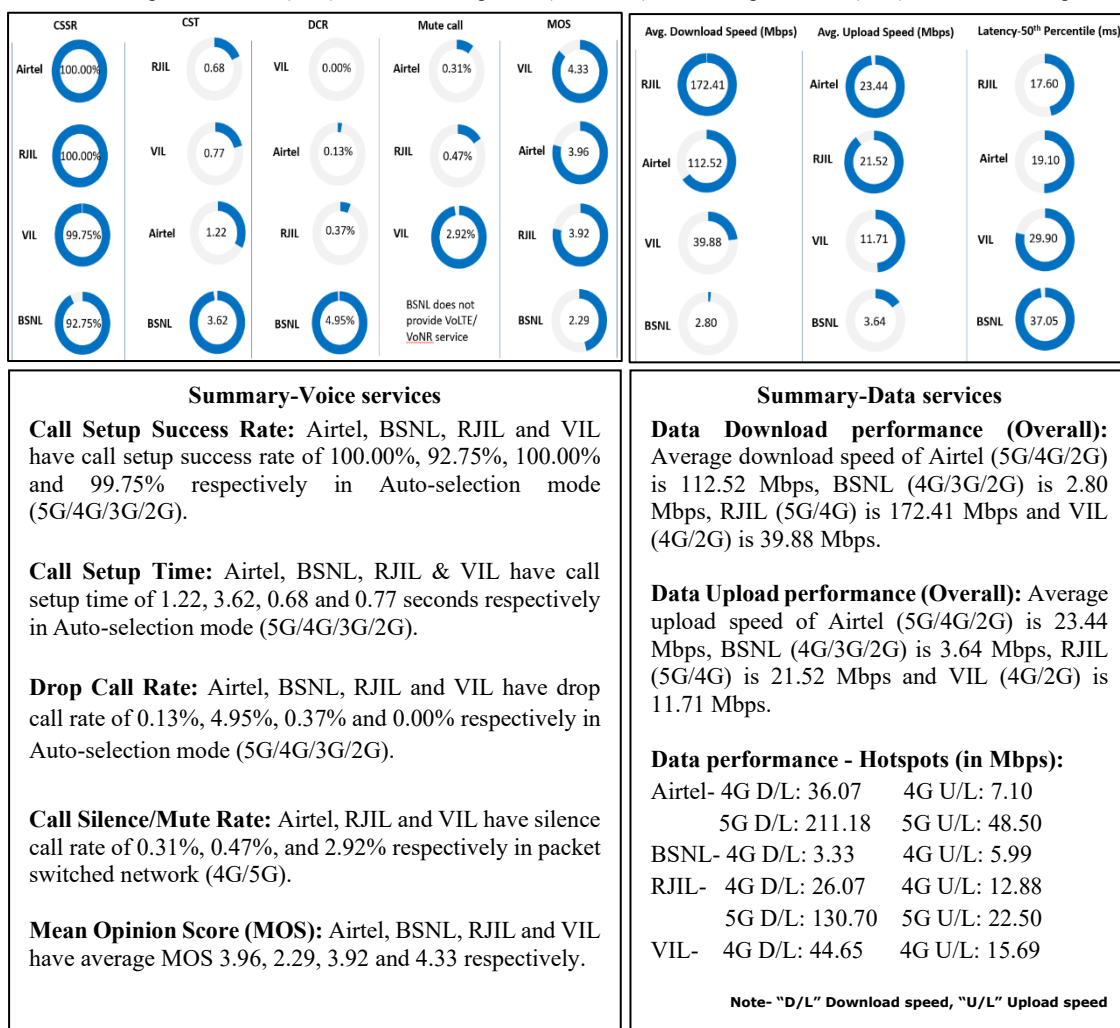 CSSR CST DCR Mute call MOS
Airtel 100.00% RJIL 0.68 VIL 0.00% Airtel 0.31% VIL 4.33
RJIL 100.00% VIL 0.77 Airtel 0.13% RJIL 0.47% Airtel 3.96
VIL 99.75% Airtel 1.22 RJIL 0.37% VIL 2.92% RJIL 3.92
BSNL 92.75% BSNL 3.62 BSNL 4.95% BSNL does not provide VoLTE/ VoNR service BSNL 2.29
Avg. Download Speed (Mbps) Avg. Upload Speed (Mbps) Latency-50th Percentile (ms)
RJIL 172.41 Airtel 23.44 RJIL 17.60
Airtel 112.52 RJIL 21.52 Airtel 19.10
VIL 39.88 VIL 11.71 VIL 29.90
BSNL 2.80 BSNL 3.64 BSNL 37.05
Summary-Voice services
Call Setup Success Rate: Airtel, BSNL, RJIL and VIL
have call setup success rate of 100.00%, 92.75%, 100.00%
and 99.75% respectively in Auto-selection mode
(5G/4G/3G/2G).
Call Setup Time: Airtel, BSNL, RJIL & VIL have call
setup time of 1.22, 3.62, 0.68 and 0.77 seconds respectively
in Auto-selection mode (5G/4G/3G/2G).
Drop Call Rate: Airtel, BSNL, RJIL and VIL have drop
call rate of 0.13%, 4.95%, 0.37% and 0.00% respectively in
Auto-selection mode (5G/4G/3G/2G).
Call Silence/Mute Rate: Airtel, RJIL and VIL have silence
call rate of 0.31%, 0.47%, and 2.92% respectively in packet
switched network (4G/5G).
Mean Opinion Score (MOS): Airtel, BSNL, RJIL and VIL
have average MOS 3.96, 2.29, 3.92 and 4.33 respectively.
Summary-Data services
Data Download performance (Overall):
Average download speed of Airtel (5G/4G/2G)
is 112.52 Mbps, BSNL (4G/3G/2G) is 2.80
Mbps, RJIL (5G/4G) is 172.41 Mbps and VIL
(4G/2G) is 39.88 Mbps.
Data Upload performance (Overall): Average
upload speed of Airtel (5G/4G/2G) is 23.44
Mbps, BSNL (4G/3G/2G) is 3.64 Mbps, RJIL
(5G/4G) is 21.52 Mbps and VIL (4G/2G) is
11.71 Mbps.
Data performance - Hotspots (in Mbps):
Airtel- 4G D/L: 36.07 4G U/L: 7.10
5G D/L: 211.18 5G U/L: 48.50
BSNL- 4G D/L: 3.33 4G U/L: 5.99
RJIL- 4G D/L: 26.07 4G U/L: 12.88
5G D/L: 130.70 5G U/L: 22.50
VIL- 4G D/L: 44.65 4G U/L: 15.69
Note- “D/L” Download speed, “U/L” Upload speed